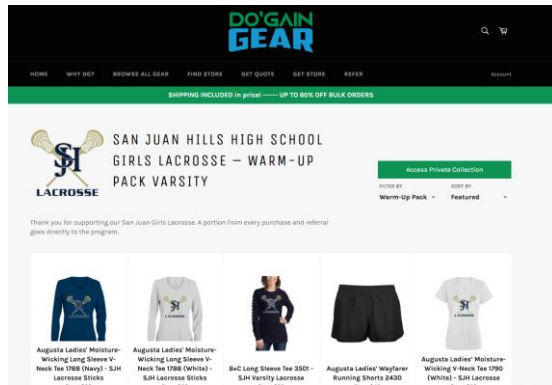 DO'GAIN
GEAR
HOME WHY DGT BROWSE ALL GEAR FIND STORE GET QUOTE GET STORE REFER Account
SHIPPING INCLUDED in price! ------ UP TO 60% OFF BULK ORDERS
SJH
LACROSSE
SAN JUAN HILLS HIGH SCHOOL
GIRLS LACROSSE – WARM-UP
PACK VARSITY
Access Private Collection
FILTER BY SORT BY
Warm-Up Pack Featured
Thank you for supporting our San Juan Girls Lacrosse. A portion from every purchase and referral
goes directly to the program.
Augusta Ladies' Moisture-
Wicking Long Sleeve V-
Neck Tee 1788 (Navy) - SJH
Lacrosse Sticks
Augusta Ladies' Moisture-
Wicking Long Sleeve V-
Neck Tee 1788 (White) -
SJH Lacrosse Sticks
B+C Long Sleeve Tee 3501 -
SJH Varsity Lacrosse
Augusta Ladies' Wayfarer
Running Shorts 2430
Augusta Ladies' Moisture-
Wicking V-Neck Tee 1790
(White) - SJH Lacrosse